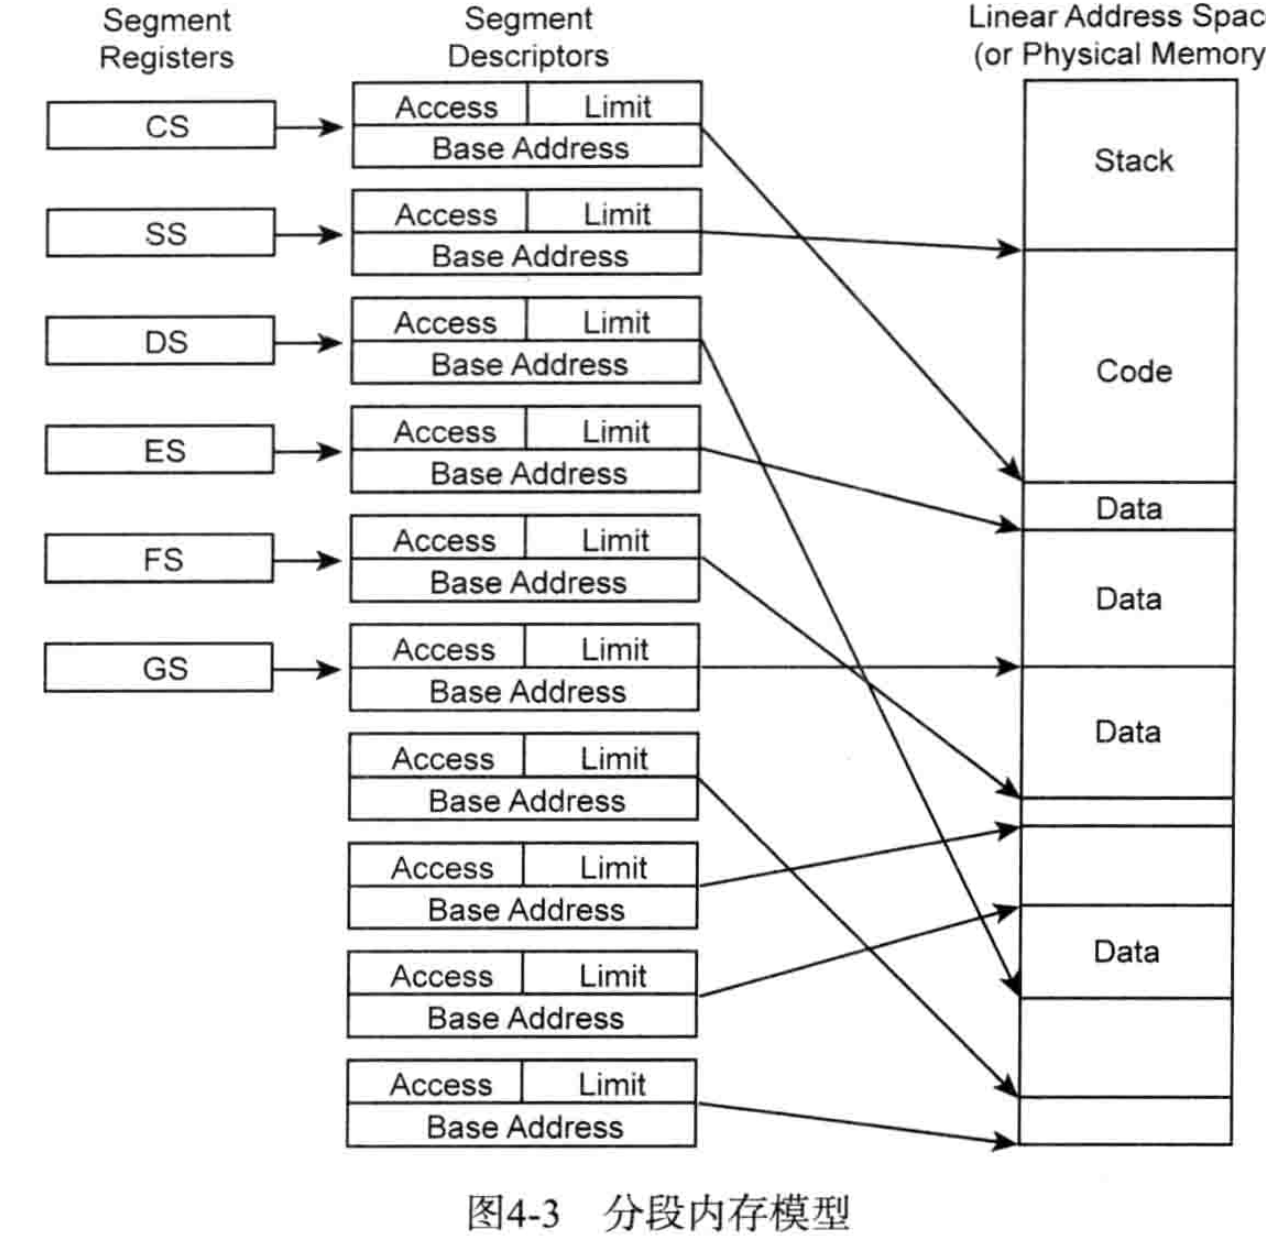 Segment
Registers
Segment
Descriptors
Linear Address Spac
(or Physical Memory
CS
Access Limit
Base Address
Stack
SS
Access Limit
Base Address
DS
Access Limit
Base Address
Code
ES
Access Limit
Base Address
Data
FS
Access Limit
Base Address
Data
GS
Access Limit
Base Address
Data
Access Limit
Base Address
Access Limit
Base Address
Access Limit
Base Address
Data
Access Limit
Base Address
图4-3 分段内存模型